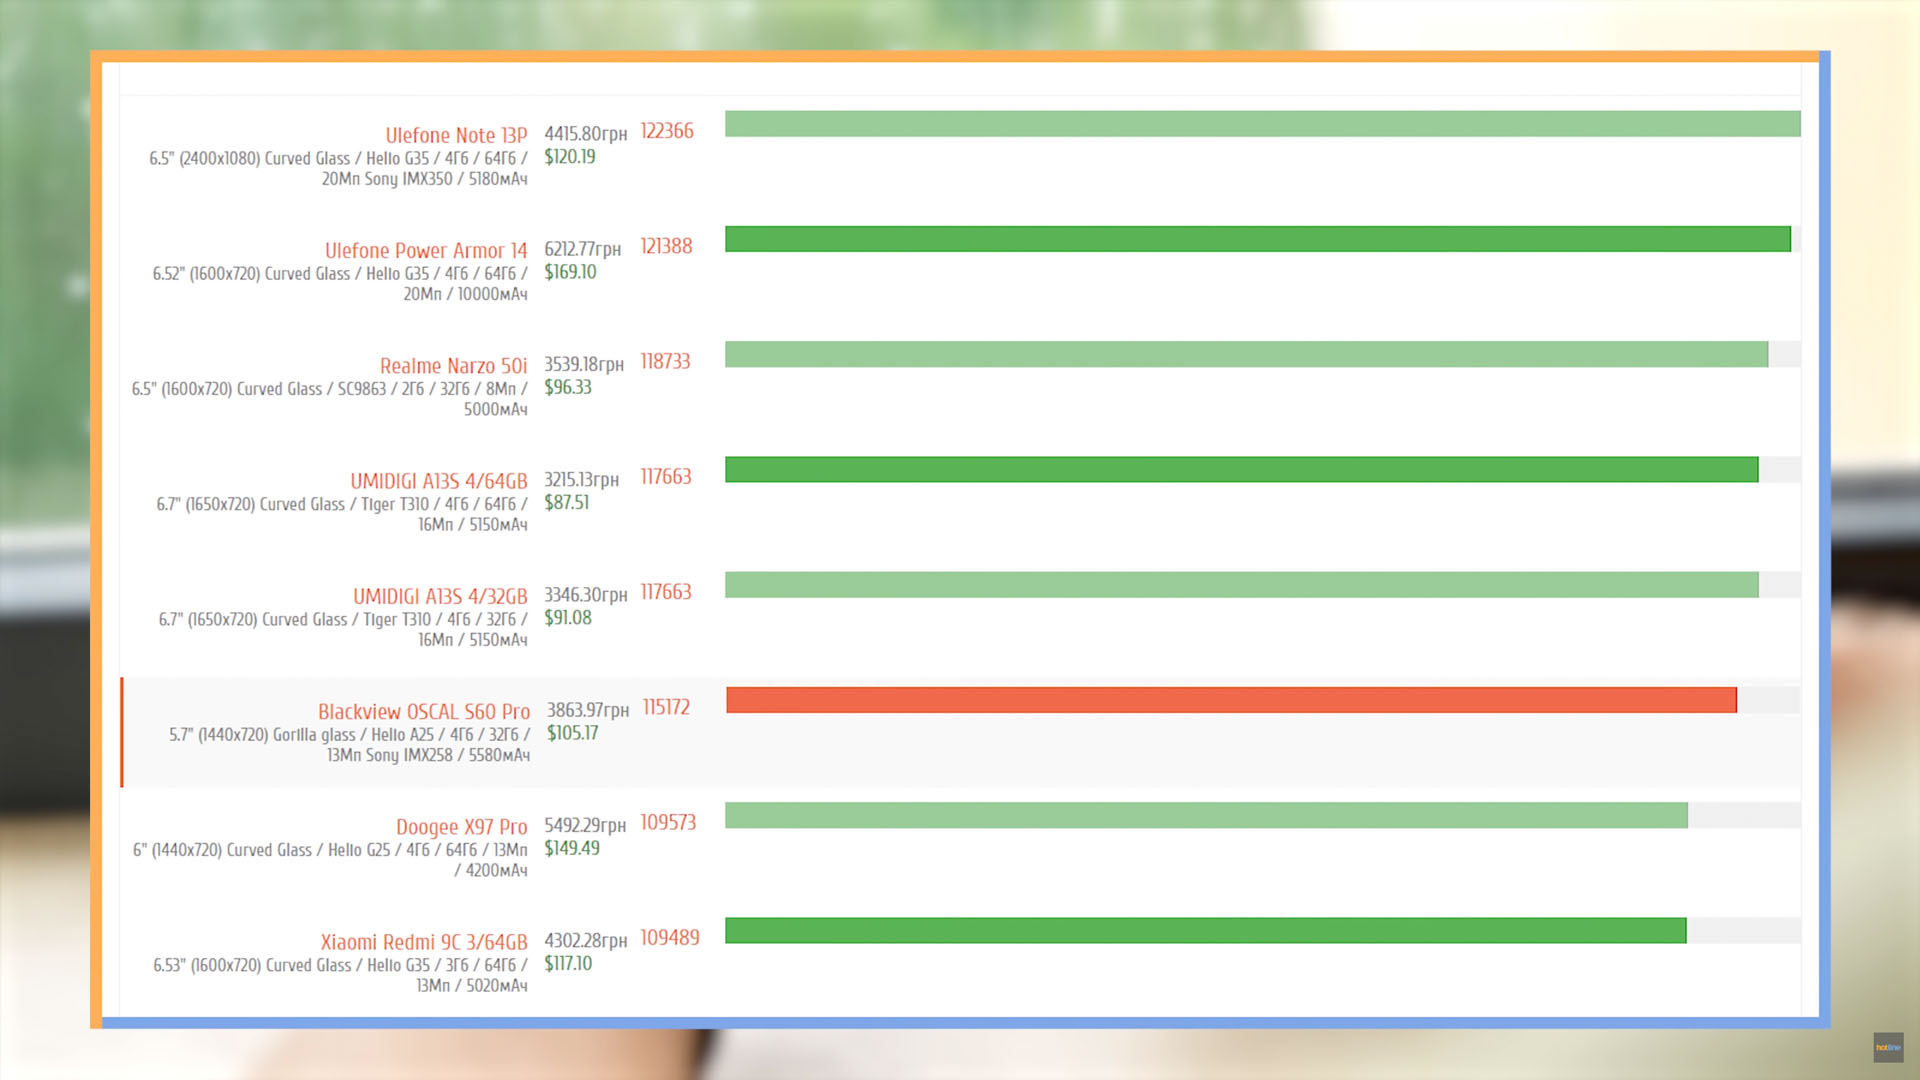 Ulefone Note 13P 4415.80грн 122366
6.5" (2400x1080) Curved Glass / Helio G35 / 4Гб / 64Гб / $120.19
20Мп Sony IMX350 / 5180мАч
Ulefone Power Armor 14 6212.77грн 121388
6.52" (1600x720) Curved Glass / Helio G35 / 4Гб / 64Гб / $169.10
20Мп / 10000мАч
Realme Narzo 50i 3539.18грн 118733
6.5" (1600x720) Curved Glass / SC9863 / 2Гб / 32Гб / 8Мп / $96.33
5000мАч
UMIDIGI A13S 4/64GB 3215.13грн 117663
6.7" (1650x720) Curved Glass / Tiger T310 / 4Гб / 64Гб / $87.51
16Мп / 5150мАч
UMIDIGI A13S 4/32GB 3346.30грн 117663
6.7" (1650x720) Curved Glass / Tiger T310 / 4Гб / 32Гб / $91.08
16Мп / 5150мАч
Blackview OSCAL S60 Pro 3863.97грн 115172
5.7" (1440x720) Gorilla glass / Helio A25 / 4Гб / 32Гб / $105.17
13Мп Sony IMX258 / 5580мАч
Doogee X97 Pro 5492.29грн 109573
6" (1440x720) Curved Glass / Helio G25 / 4Гб / 64Гб / 13Мп $149.49
/ 4200мАч
Xiaomi Redmi 9C 3/64GB 4302.28грн 109489
6.53" (1600x720) Curved Glass / Helio G35 / 3Гб / 64Гб / $117.10
13Мп / 5020мАч
hotline